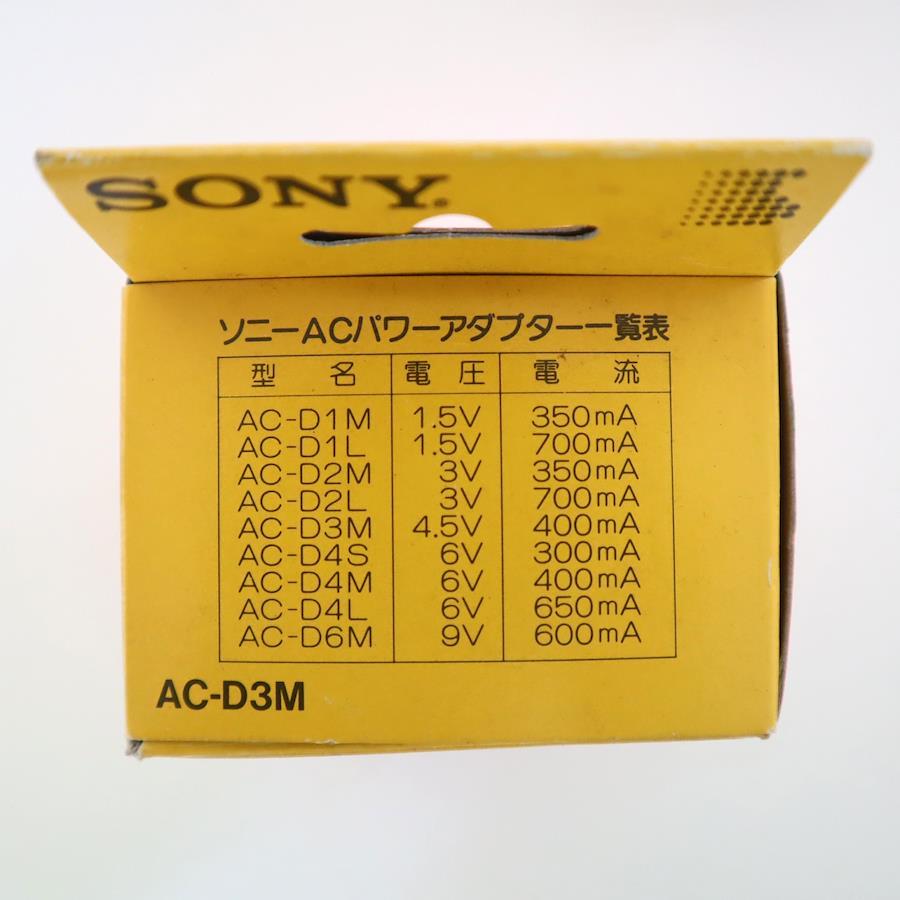 SONY®
ソニーACパワーアダプター一覧表
型名 電圧 電流
AC-D1M 1.5V 350mA
AC-D1L 1.5V 700mA
AC-D2M 3V 350mA
AC-D2L 3V 700mA
AC-D3M 4.5V 400mA
AC-D4S 6V 300mA
AC-D4M 6V 400mA
AC-D4L 6V 650mA
AC-D6M 9V 600mA
AC-D3M